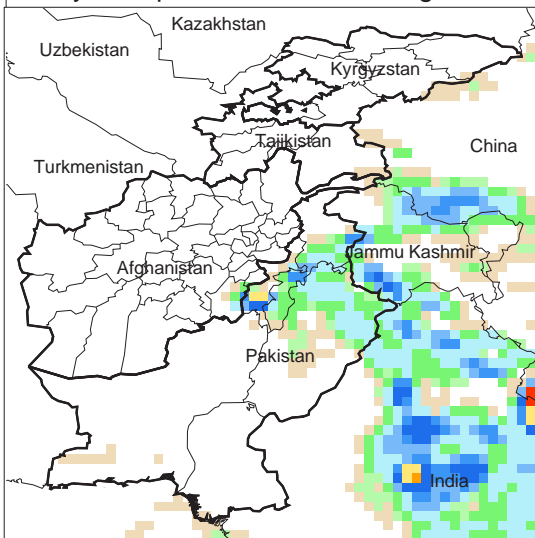 Kazakhstan
Uzbekistan
Kyrgyzstan
China
Tajikistan
Turkmenistan
Jammu Kashmir
Afghanistan
Pakistan
India